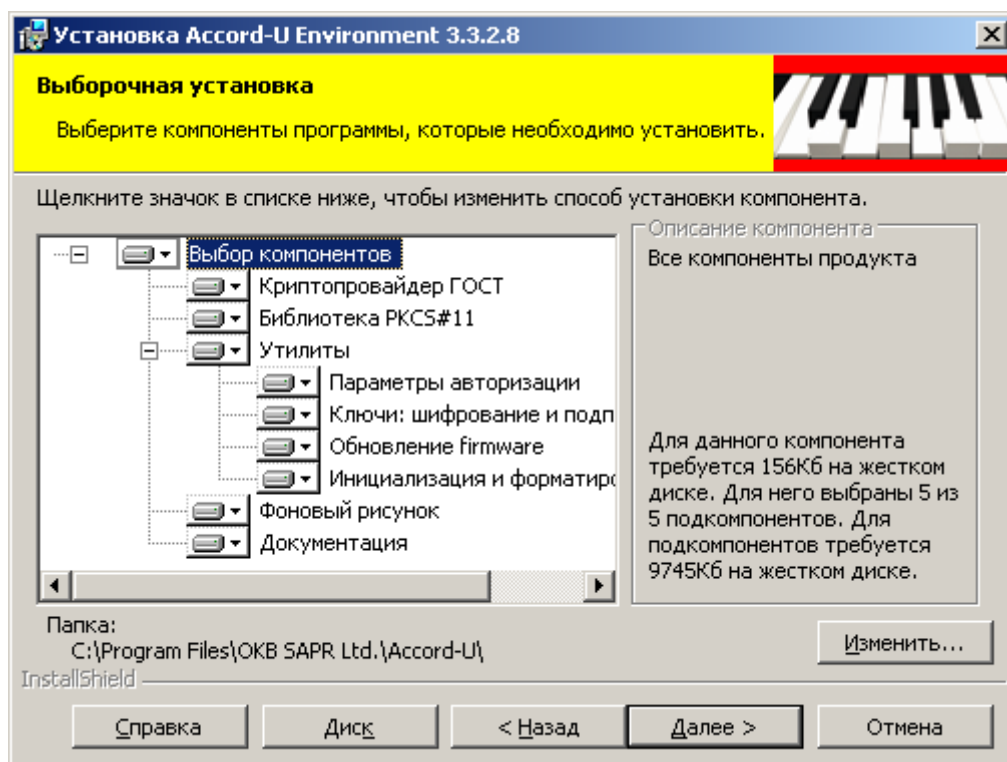 Установка Accord-U Environment 3.3.2.8
Выборочная установка
Выберите компоненты программы, которые необходимо установить.
Щелкните значок в списке ниже, чтобы изменить способ установки компонента.
Выбор компонентов
Криптопровайдер ГОСТ
Библиотека PKCS#11
Утилиты
Параметры авторизации
Ключи: шифрование и подп
Обновление firmware
Инициализация и форматиро
Фоновый рисунок
Документация
Описание компонента
Все компоненты продукта
Для данного компонента
требуется 156Кб на жестком
диске. Для него выбраны 5 из
5 подкомпонентов. Для
подкомпонентов требуется
9745Кб на жестком диске.
Папка:
C:\Program Files\OKB SAPR Ltd.\Accord-U\
Изменить...
InstallShield
Справка
Диск
< Назад
Далее >
Отмена